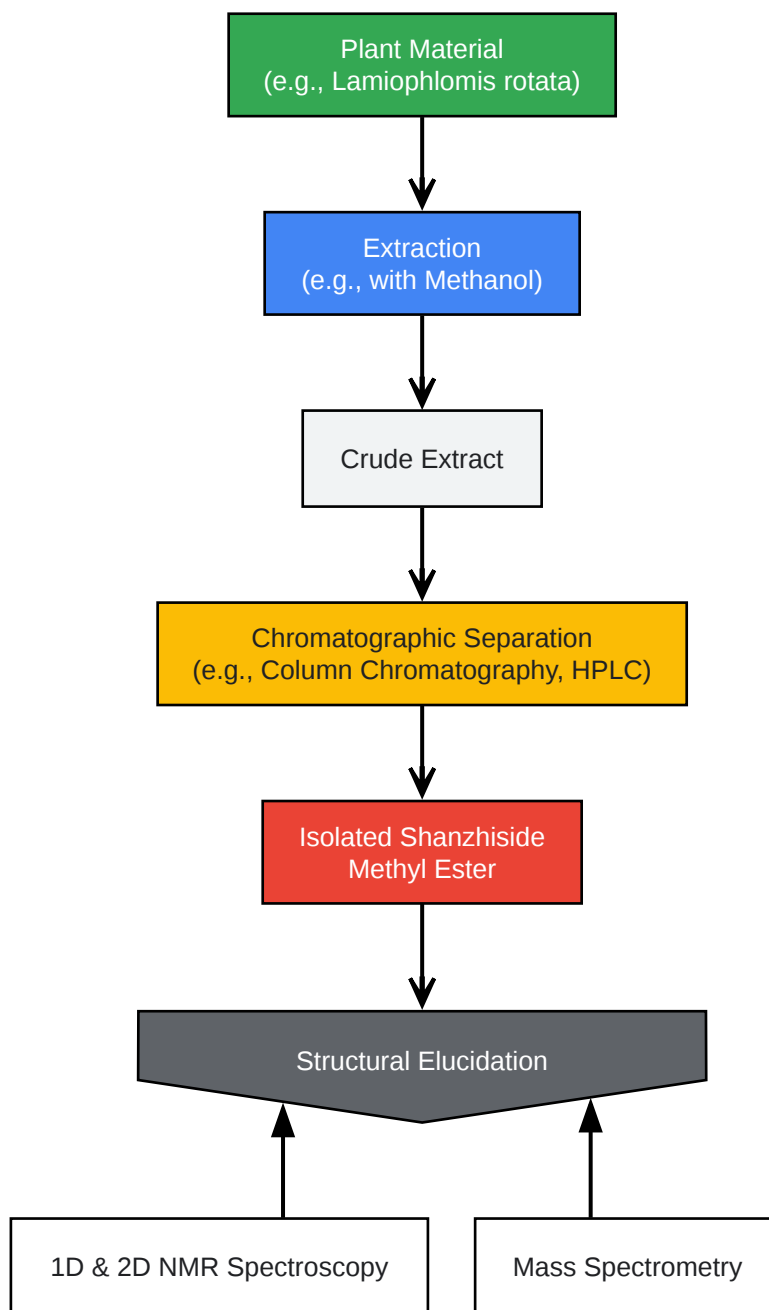 Plant Material
(e.g., Lamiophlomis rotata)
Extraction
(e.g., with Methanol)
Crude Extract
Chromatographic Separation
(e.g., Column Chromatography, HPLC)
Isolated Shanzhiside
Methyl Ester
Structural Elucidation
1D & 2D NMR Spectroscopy
Mass Spectrometry